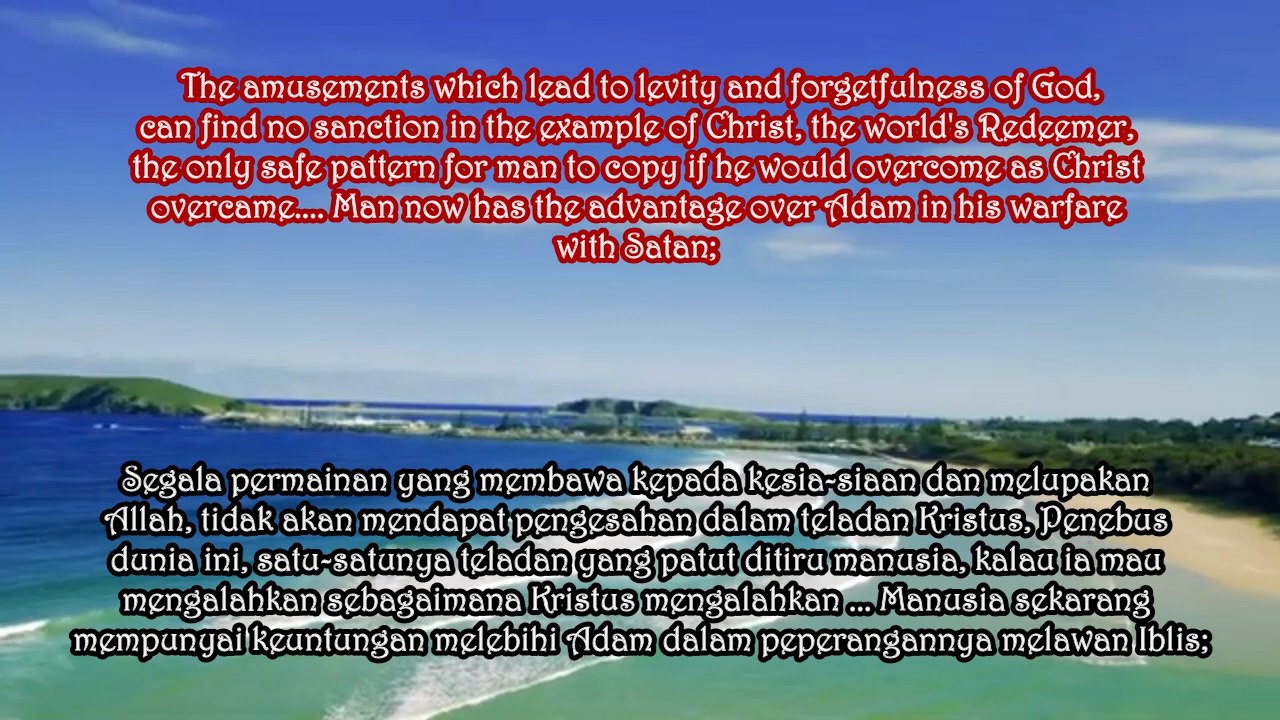 The amusements which lead to levity and forgetfulness of God,
can find no sanction in the example of Christ, the world's Redeemer,
the only safe pattern for man to copy if he would overcome as Christ
overcame.... Man now has the advantage over Adam in his warfare
with Satan;
Segala permainan yang membawa kepada kesia-siaan dan melupakan
Allah, tidak akan mendapat pengesahan dalam teladan Kristus, Penebus
dunia ini, satu-satunya teladan yang patut ditiru manusia, kalau ia mau
mengalahkan sebagaimana Kristus mengalahkan ... Manusia sekarang
mempunyai keuntungan melebihi Adam dalam peperangannya melawan Iblis;